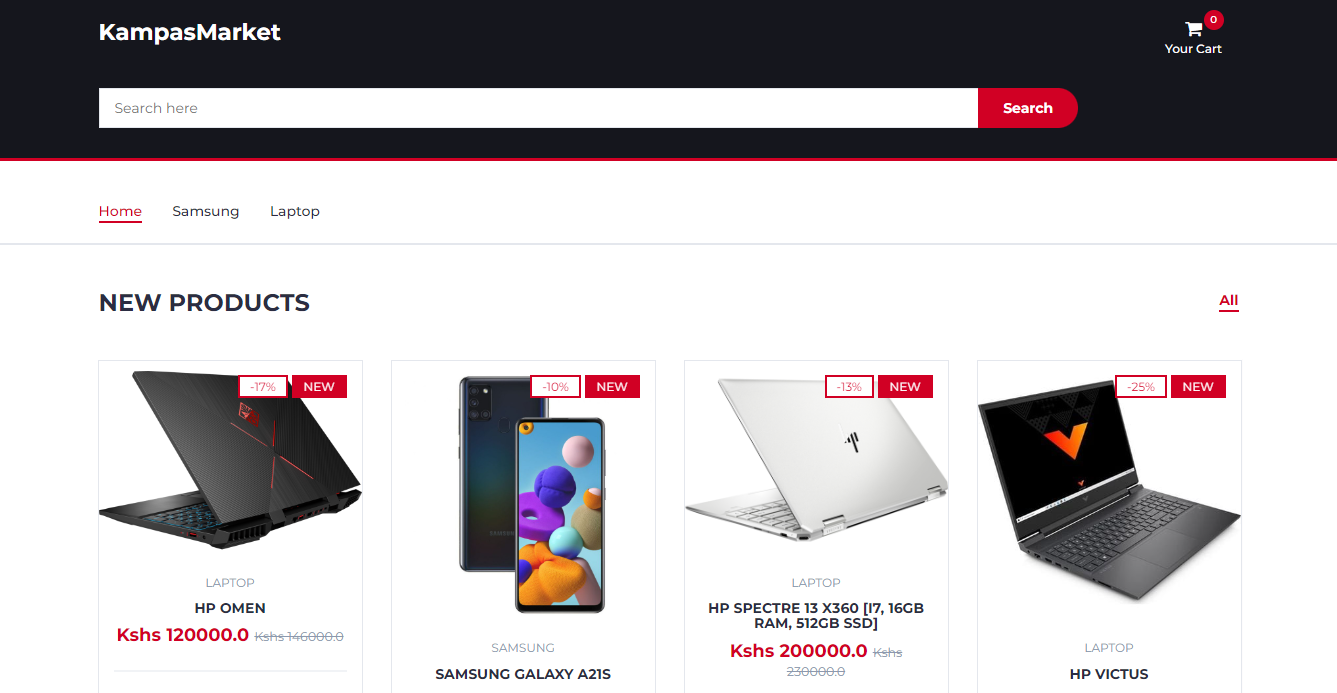 KampasMarket
0
Your Cart
Search here
Search
Home
Samsung
Laptop
NEW PRODUCTS
All
-17%
NEW
LAPTOP
HP OMEN
Kshs 120000.0 Kshs 146000.0
-10%
NEW
SAMSUNG
SAMSUNG
SAMSUNG GALAXY A21S
-13%
NEW
LAPTOP
HP SPECTRE 13 X360 [I7, 16GB
RAM, 512GB SSD]
Kshs 200000.0 Kshs
230000.0
-25%
NEW
LAPTOP
HP VICTUS